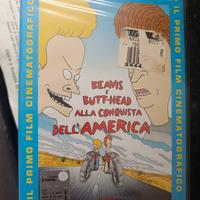 IL PRIMO FILM CINEMATOGRAFICO
BEAVIS E
BUTT-HEAD
ALLA CONQUISTA
DELL'AMERICA
IL PRIMO FILM CINEMATOGRAFICO